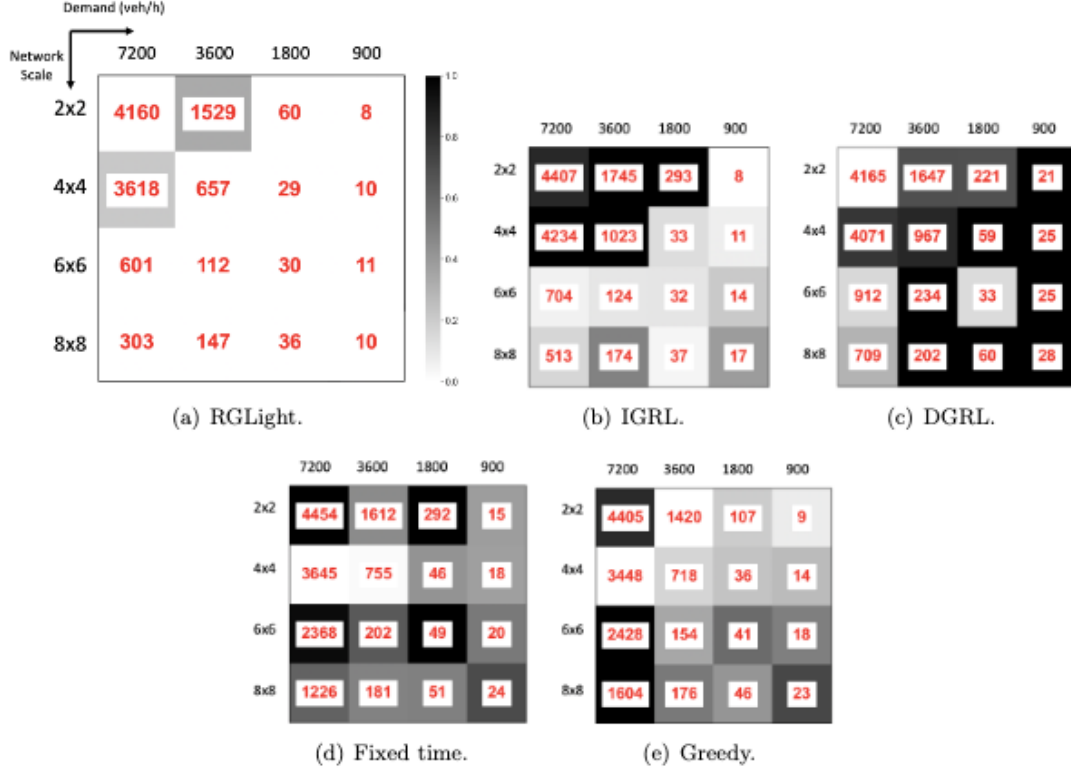 Demand (veh/h)
Network
Scale
7200 3600 1800 900
2x2 4160 1529 60 8
4x4 3618 657 29 10
6x6 601 112 30 11
8x8 303 147 36 10
1.0
0.8
0.6
0.4
0.2
0.0
(a) RGLight.
7200 3600 1800 900
2x2 4407 1745 293 8
4x4 4234 1023 33 11
6x6 704 124 32 14
8x8 513 174 37 17
(b) IGRL.
7200 3600 1800 900
2x2 4165 1647 221 21
4x4 4071 967 59 25
6x6 912 234 33 25
8x8 709 202 60 28
(c) DGRL.
7200 3600 1800 900
2x2 4454 1612 292 15
4x4 3645 755 46 18
6x6 2368 202 49 20
8x8 1226 181 51 24
(d) Fixed time.
7200 3600 1800 900
2x2 4405 1420 107 9
4x4 3448 718 36 14
6x6 2428 154 41 18
8x8 1604 176 46 23
(e) Greedy.